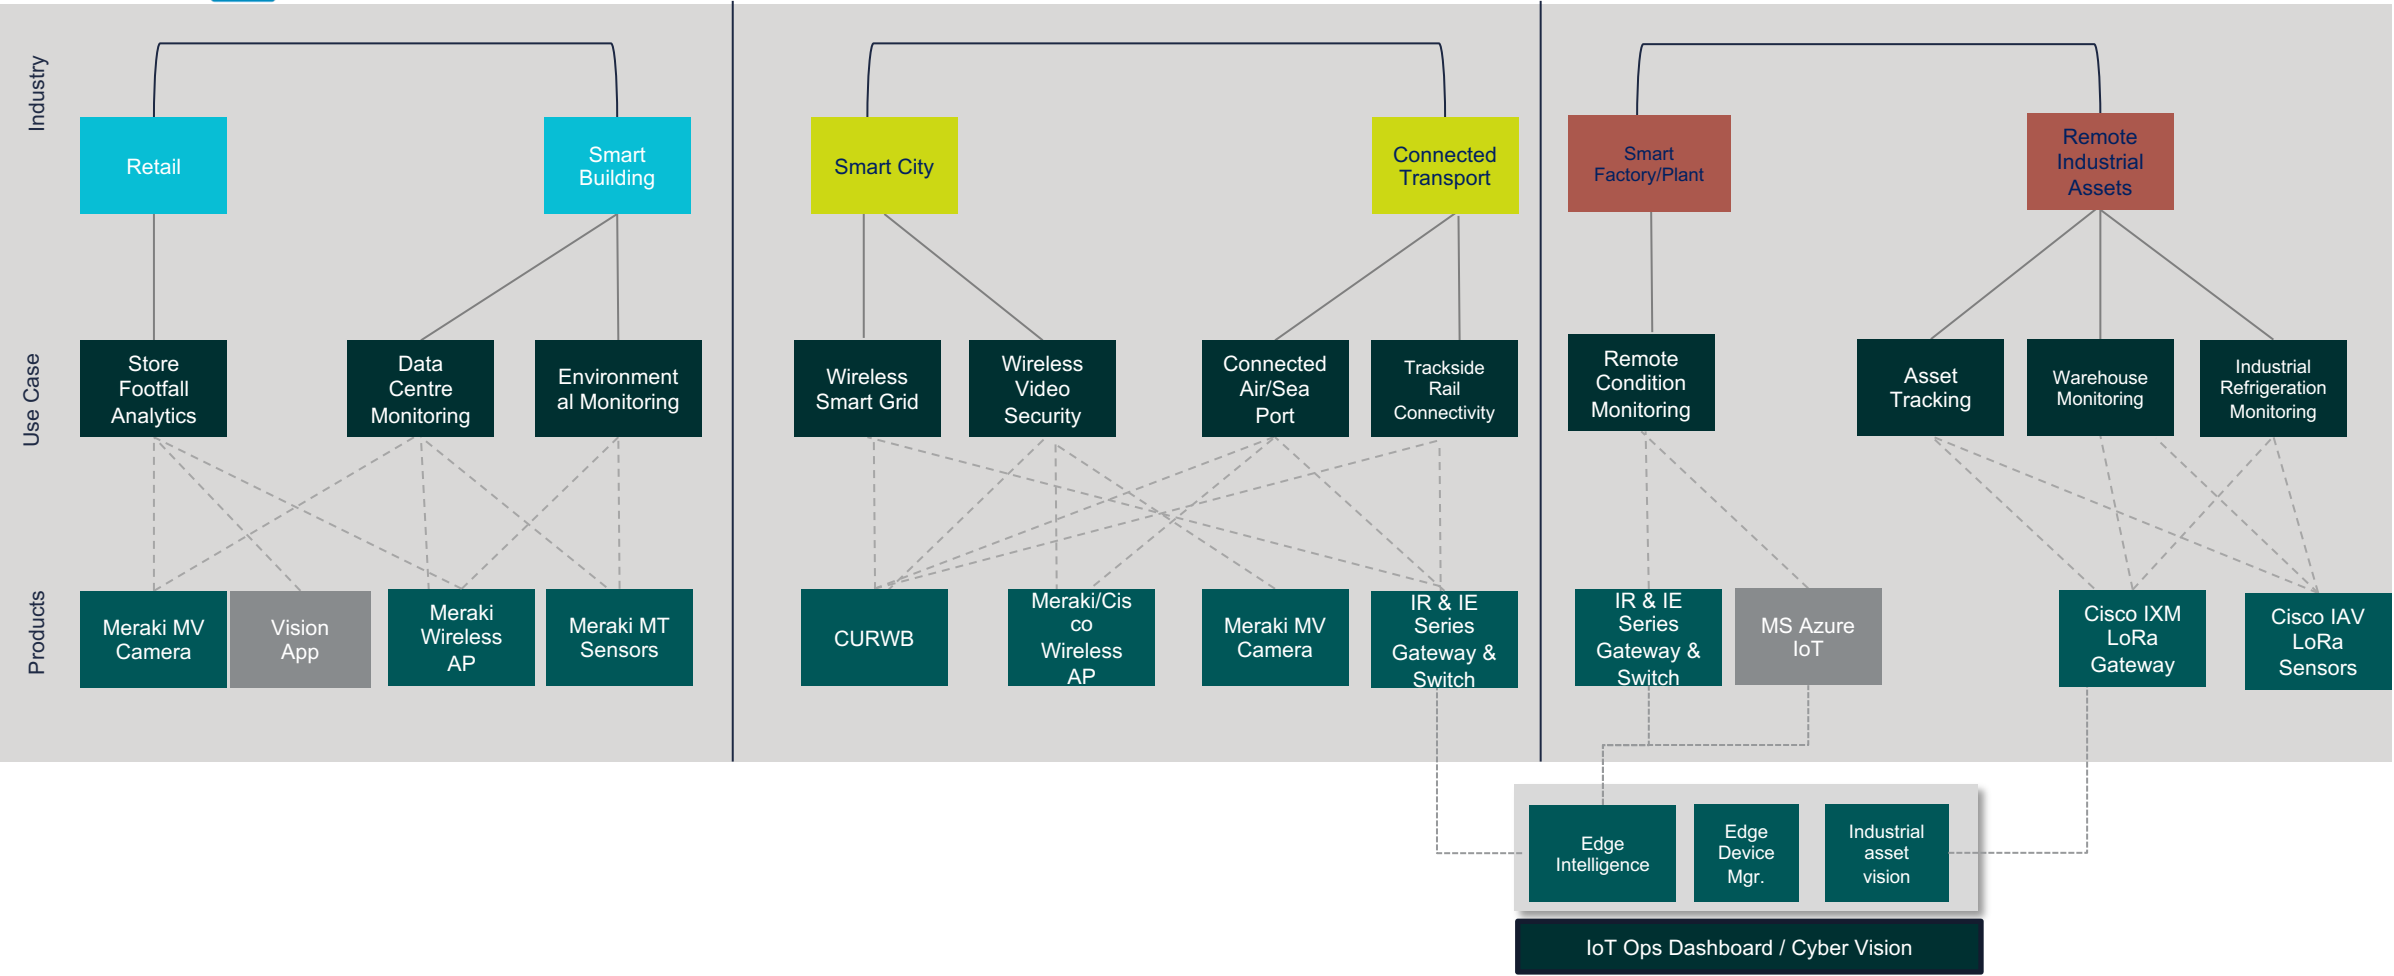 Industry
Retail
Smart
Building
Smart City
Connected
Transport
Smart
Factory/Plant
Remote
Industrial
Assets
Use Case
Store
Footfall
Analytics
Data
Centre
Monitoring
Environment
al Monitoring
Wireless
Smart Grid
Wireless
Video
Security
Connected
Air/Sea
Port
Trackside
Rail
Connectivity
Remote
Condition
Monitoring
Asset
Tracking
Warehouse
Monitoring
Industrial
Refrigeration
Monitoring
Products
Meraki MV
Camera
Vision
App
Meraki
Wireless
AP
Meraki MT
Sensors
CURWB
Meraki/Cis
co
Wireless
AP
Meraki MV
Camera
IR & IE
Series
Gateway &
Switch
IR & IE
Series
Gateway &
Switch
MS Azure
IoT
Cisco IXM
LoRa
Gateway
Cisco IAV
LoRa
Sensors
Edge
Intelligence
Edge
Device
Mgr.
Industrial
asset
vision
IoT Ops Dashboard / Cyber Vision